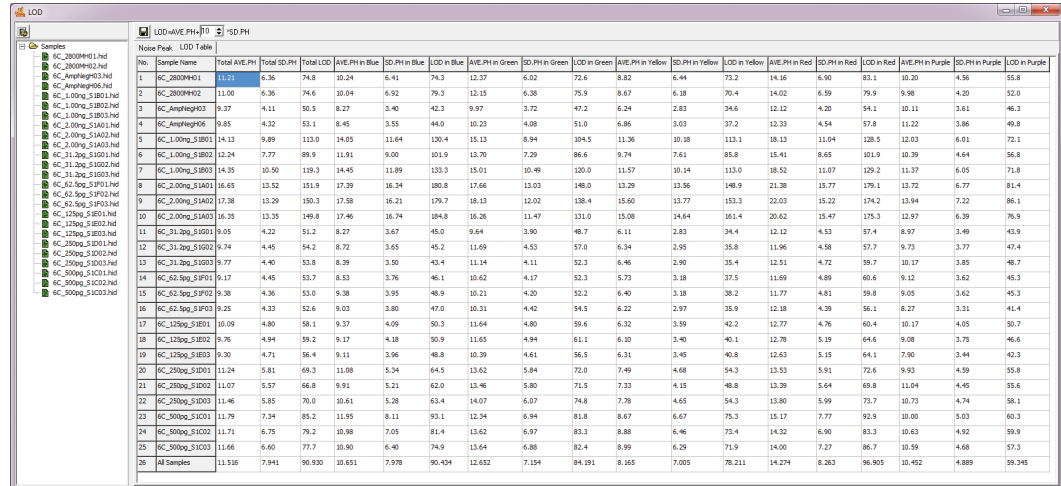 LOD
LOD=AVE.PH+ 10 *SD.PH
Samples
6C_2800MH01.hid
6C_2800MH02.hid
6C_AmpNegH03.hid
6C_AmpNegH06.hid
6C_1.00ng_S1B01.hid
6C_1.00ng_S1B02.hid
6C_1.00ng_S1B03.hid
6C_2.00ng_S1A01.hid
6C_2.00ng_S1A02.hid
6C_2.00ng_S1A03.hid
6C_31.2pg_S1G01.hid
6C_31.2pg_S1G02.hid
6C_31.2pg_S1G03.hid
6C_62.5pg_S1F01.hid
6C_62.5pg_S1F02.hid
6C_62.5pg_S1F03.hid
6C_125pg_S1E01.hid
6C_125pg_S1E02.hid
6C_125pg_S1E03.hid
6C_250pg_S1D01.hid
6C_250pg_S1D02.hid
6C_250pg_S1D03.hid
6C_500pg_S1C01.hid
6C_500pg_S1C02.hid
6C_500pg_S1C03.hid
Noise Peak LOD Table
No. Sample Name Total AVE.PH Total SD.PH Total LOD AVE.PH in Blue SD.PH in Blue LOD in Blue AVE.PH in Green SD.PH in Green LOD in Green AVE.PH in Yellow SD.PH in Yellow LOD in Yellow AVE.PH in Red SD.PH in Red LOD in Red AVE.PH in Purple SD.PH in Purple LOD in Purple
1 6C_2800MH01 11.21 6.36 74.8 10.24 6.41 74.3 12.37 6.02 72.6 8.82 6.44 73.2 14.16 6.90 83.1 10.20 4.56 55.8
2 6C_2800MH02 11.00 6.36 74.6 10.04 6.92 79.3 12.15 6.38 75.9 8.67 6.18 70.4 14.02 6.59 79.9 9.98 4.20 52.0
3 6C_AmpNegH03 9.37 4.11 50.5 8.27 3.40 42.3 9.97 3.72 47.2 6.24 2.83 34.6 12.12 4.20 54.1 10.11 3.61 46.3
4 6C_AmpNegH06 9.85 4.32 53.1 8.45 3.55 44.0 10.23 4.08 51.0 6.86 3.03 37.2 12.33 4.54 57.8 11.22 3.86 49.8
5 6C_1.00ng_S1B01 14.13 9.89 113.0 14.05 11.64 130.4 15.13 8.94 104.5 11.36 10.18 113.1 18.13 11.04 128.5 12.03 6.01 72.1
6 6C_1.00ng_S1B02 12.24 7.77 89.9 11.91 9.00 101.9 13.70 7.29 86.6 9.74 7.61 85.8 15.41 8.65 101.9 10.39 4.64 56.8
7 6C_1.00ng_S1B03 14.35 10.50 119.3 14.45 11.89 133.3 15.01 10.49 120.0 11.57 10.14 113.0 18.52 11.07 129.2 11.37 6.05 71.8
8 6C_2.00ng_S1A01 16.65 13.52 151.9 17.39 16.34 180.8 17.66 13.03 148.0 13.29 13.56 148.9 21.38 15.77 179.1 13.72 6.77 81.4
9 6C_2.00ng_S1A02 17.38 13.29 150.3 17.58 16.21 179.7 18.13 12.02 138.4 15.60 13.77 153.3 22.03 15.22 174.2 13.94 7.22 86.1
10 6C_2.00ng_S1A03 16.35 13.35 149.8 17.46 16.74 184.8 16.26 11.47 131.0 15.08 14.64 161.4 20.62 15.47 175.3 12.97 6.39 76.9
11 6C_31.2pg_S1G01 9.05 4.22 51.2 8.27 3.67 45.0 9.64 3.90 48.7 6.11 2.83 34.4 12.12 4.53 57.4 8.97 3.49 43.9
12 6C_31.2pg_S1G02 9.74 4.45 54.2 8.72 3.65 45.2 11.69 4.53 57.0 6.34 2.95 35.8 11.96 4.58 57.7 9.73 3.77 47.4
13 6C_31.2pg_S1G03 9.77 4.40 53.8 8.39 3.50 43.4 11.14 4.11 52.3 6.46 2.90 35.4 12.51 4.72 59.7 10.17 3.85 48.7
14 6C_62.5pg_S1F01 9.17 4.45 53.7 8.53 3.76 46.1 10.62 4.17 52.3 5.73 3.18 37.5 11.69 4.89 60.6 9.12 3.62 45.3
15 6C_62.5pg_S1F02 9.38 4.36 53.0 9.38 3.95 48.9 10.21 4.20 52.2 6.40 3.18 38.2 11.77 4.81 59.8 9.05 3.62 45.3
16 6C_62.5pg_S1F03 9.25 4.33 52.6 9.03 3.80 47.0 10.31 4.42 54.5 6.22 2.97 35.9 12.18 4.39 56.1 8.27 3.31 41.4
17 6C_125pg_S1E01 10.09 4.80 58.1 9.37 4.09 50.3 11.64 4.80 59.6 6.32 3.59 42.2 12.77 4.76 60.4 10.17 4.05 50.7
18 6C_125pg_S1E02 9.76 4.94 59.2 9.17 4.18 50.9 11.65 4.94 61.1 6.10 3.40 40.1 12.78 5.19 64.6 9.08 3.75 46.6
19 6C_125pg_S1E03 9.30 4.71 56.4 9.11 3.96 48.8 10.39 4.61 56.5 6.31 3.45 40.8 12.63 5.15 64.1 7.90 3.44 42.3
20 6C_250pg_S1D01 11.24 5.81 69.3 11.08 5.34 64.5 13.62 5.84 72.0 7.49 4.68 54.3 13.53 5.91 72.6 9.93 4.59 55.8
21 6C_250pg_S1D02 11.07 5.57 66.8 9.91 5.21 62.0 13.46 5.80 71.5 7.33 4.15 48.8 13.39 5.64 69.8 11.04 4.45 55.6
22 6C_250pg_S1D03 11.46 5.85 70.0 10.61 5.28 63.4 14.07 6.07 74.8 7.78 4.65 54.3 13.80 5.99 73.7 10.73 4.74 58.1
23 6C_500pg_S1C01 11.79 7.34 85.2 11.95 8.11 93.1 12.34 6.94 81.8 8.67 6.67 75.3 15.17 7.77 92.9 10.00 5.03 60.3
24 6C_500pg_S1C02 11.71 6.75 79.2 10.98 7.05 81.4 13.62 6.97 83.3 8.88 6.46 73.4 14.32 6.90 83.3 10.63 4.92 59.9
25 6C_500pg_S1C03 11.66 6.60 77.7 10.90 6.40 74.9 13.64 6.88 82.4 8.99 6.29 71.9 14.00 7.27 86.7 10.59 4.68 57.3
26 All Samples 11.516 7.941 90.930 10.651 7.978 90.434 12.652 7.154 84.191 8.165 7.005 78.211 14.274 8.263 96.905 10.452 4.889 59.345